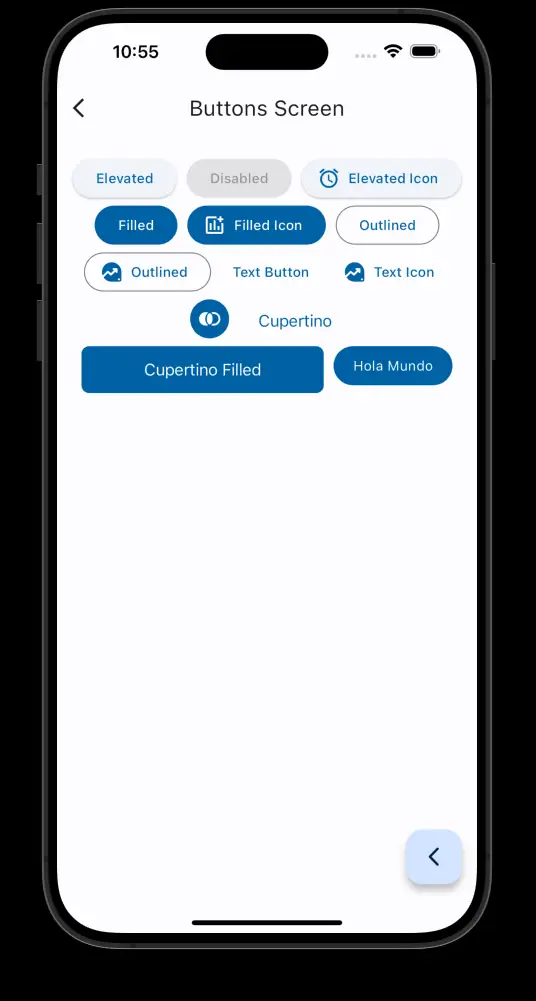 10:55
Buttons Screen
Elevated Disabled Elevated Icon
Filled Filled Icon Outlined
Outlined Text Button Text Icon
Cupertino
Cupertino Filled Hola Mundo